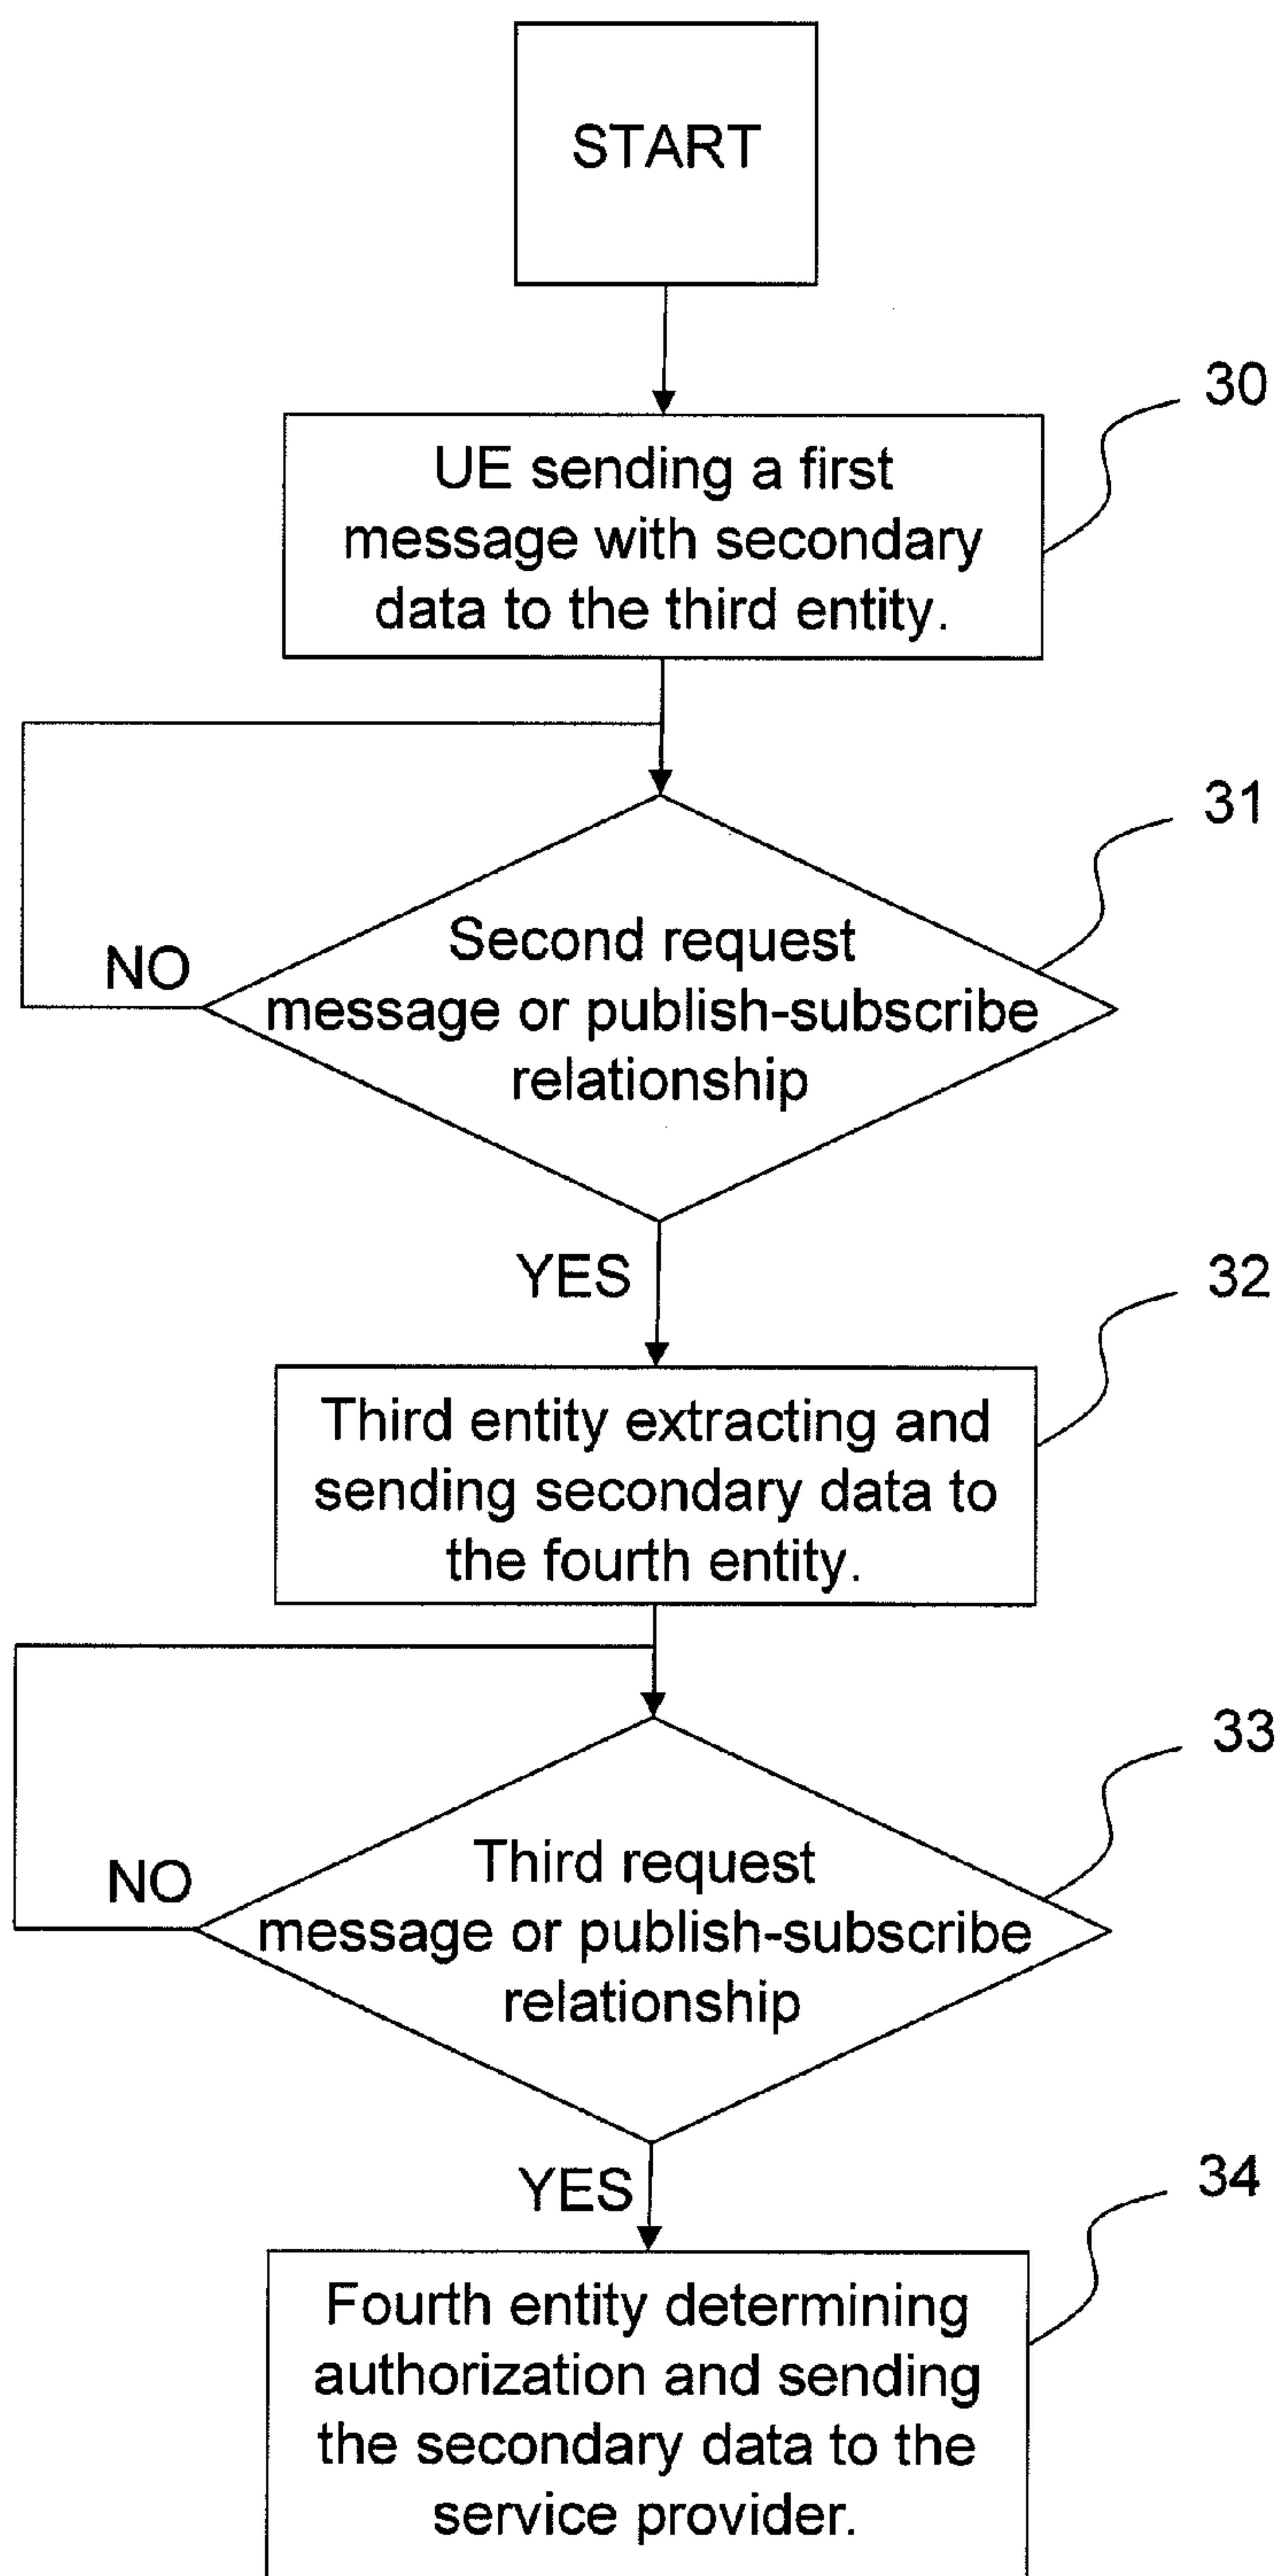 START
30
UE sending a first
message with secondary
data to the third entity.
31
Second request
message or publish-subscribe
relationship
NO
YES
32
Third entity extracting and
sending secondary data to
the fourth entity.
33
Third request
message or publish-subscribe
relationship
NO
YES
34
Fourth entity determining
authorization and sending
the secondary data to the
service provider.